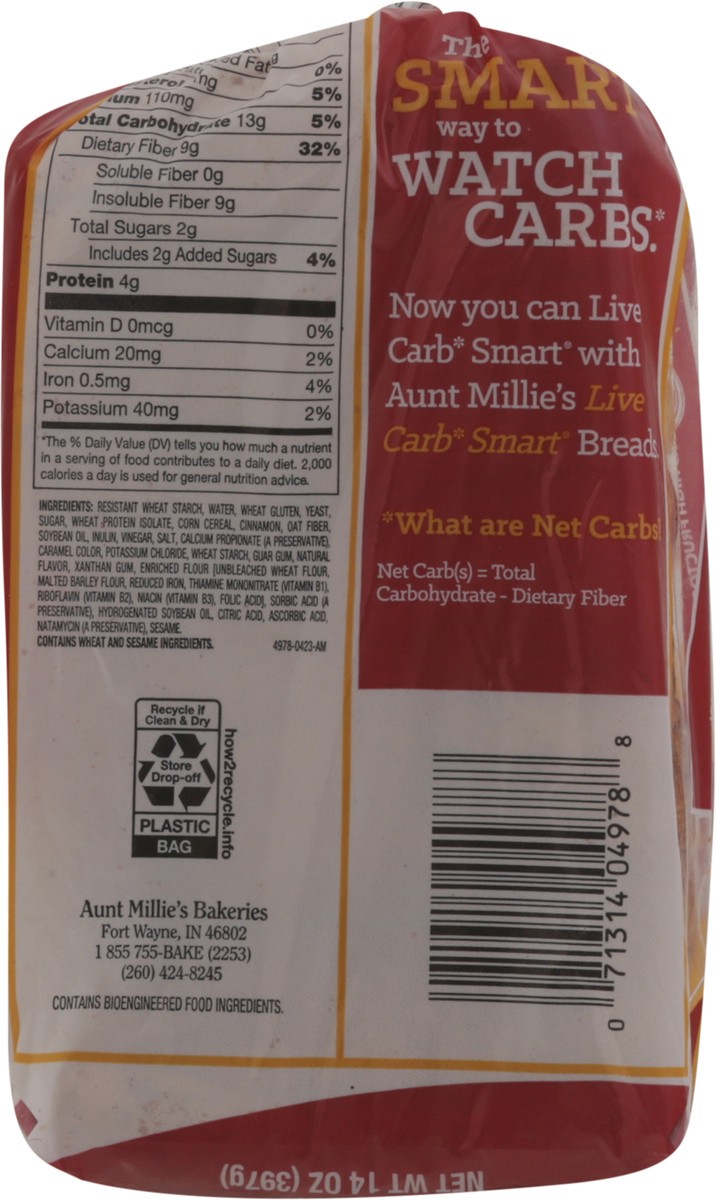 0%
um 110mg 5%
otal Carbohydrate 13g 5%
Dietary Fiber 9g 32%
Soluble Fiber 0g
Insoluble Fiber 9g
Total Sugars 2g
Includes 2g Added Sugars 4%
Protein 4g
Vitamin D 0mcg 0%
Calcium 20mg 2%
Iron 0.5mg 4%
Potassium 40mg 2%
*The % Daily Value (DV) tells you how much a nutrient
in a serving of food contributes to a daily diet. 2,000
calories a day is used for general nutrition advice.
INGREDIENTS: RESISTANT WHEAT STARCH, WATER, WHEAT GLUTEN, YEAST,
SUGAR, WHEAT PROTEIN ISOLATE, CORN CEREAL, CINNAMON, OAT FIBER,
SOYBEAN OIL, INULIN, VINEGAR, SALT, CALCIUM PROPIONATE (A PRESERVATIVE),
CARAMEL COLOR, POTASSIUM CHLORIDE, WHEAT STARCH, GUAR GUM, NATURAL
FLAVOR, XANTHAN GUM, ENRICHED FLOUR [UNBLEACHED WHEAT FLOUR,
MALTED BARLEY FLOUR, REDUCED IRON, THIAMINE MONONITRATE (VITAMIN B1),
RIBOFLAVIN (VITAMIN B2), NIACIN (VITAMIN B3), FOLIC ACID], SORBIC ACID (A
PRESERVATIVE), HYDROGENATED SOYBEAN OIL, CITRIC ACID, ASCORBIC ACID,
NATAMYCIN (A PRESERVATIVE), SESAME.
CONTAINS WHEAT AND SESAME INGREDIENTS. 4978-0423-AM
Recycle if
Clean & Dry
Store
Drop-off
PLASTIC
BAG
how2recycle.info
Aunt Millie's Bakeries
Fort Wayne, IN 46802
1 855 755-BAKE (2253)
(260) 424-8245
CONTAINS BIOENGINEERED FOOD INGREDIENTS.
The
SMART
way to
WATCH
CARBS.*
Now you can Live
Carb* Smart® with
Aunt Millie's Live
Carb* Smart® Breads
*What are Net Carbs
Net Carb(s) = Total
Carbohydrate - Dietary Fiber
HIGH FRUCTO
0 71314 04978 8
NET WT 14 OZ (397g)